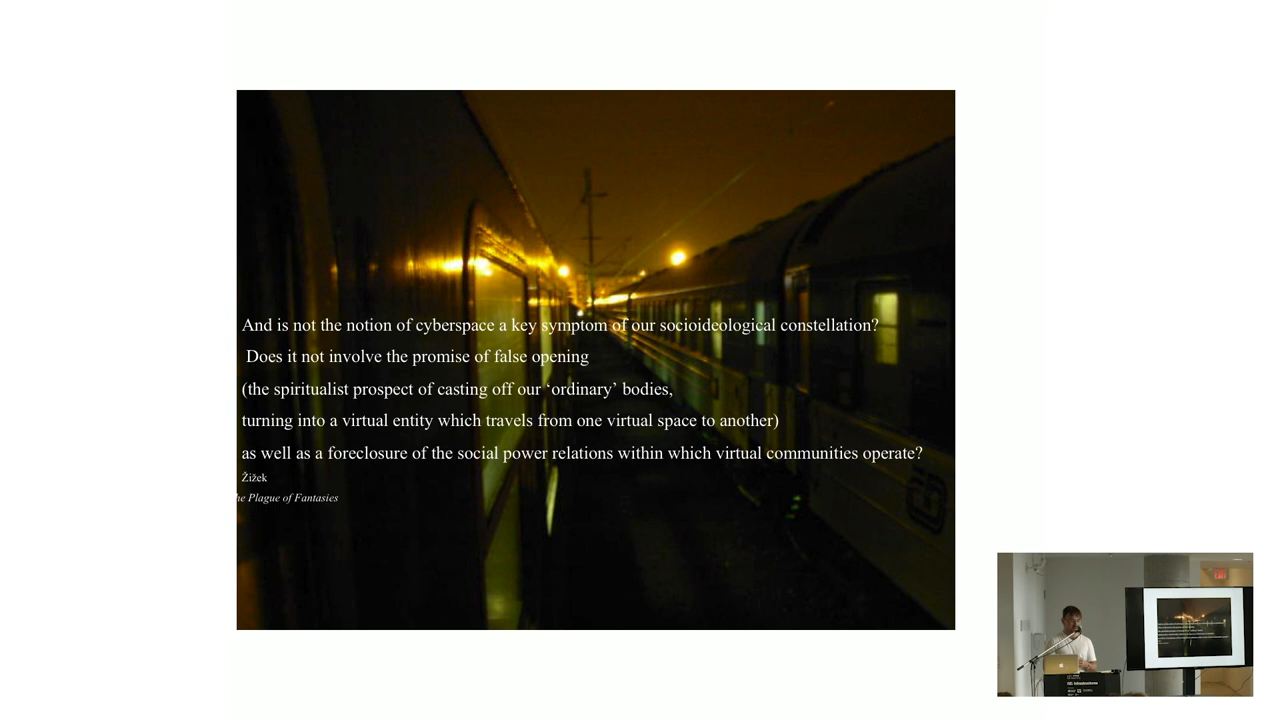 And is not the notion of cyberspace a key symptom of our socioideological constellation?
Does it not involve the promise of false opening
(the spiritualist prospect of casting off our ‘ordinary’ bodies,
turning into a virtual entity which travels from one virtual space to another)
as well as a foreclosure of the social power relations within which virtual communities operate?
Žižek
he Plague of Fantasies
EXIT